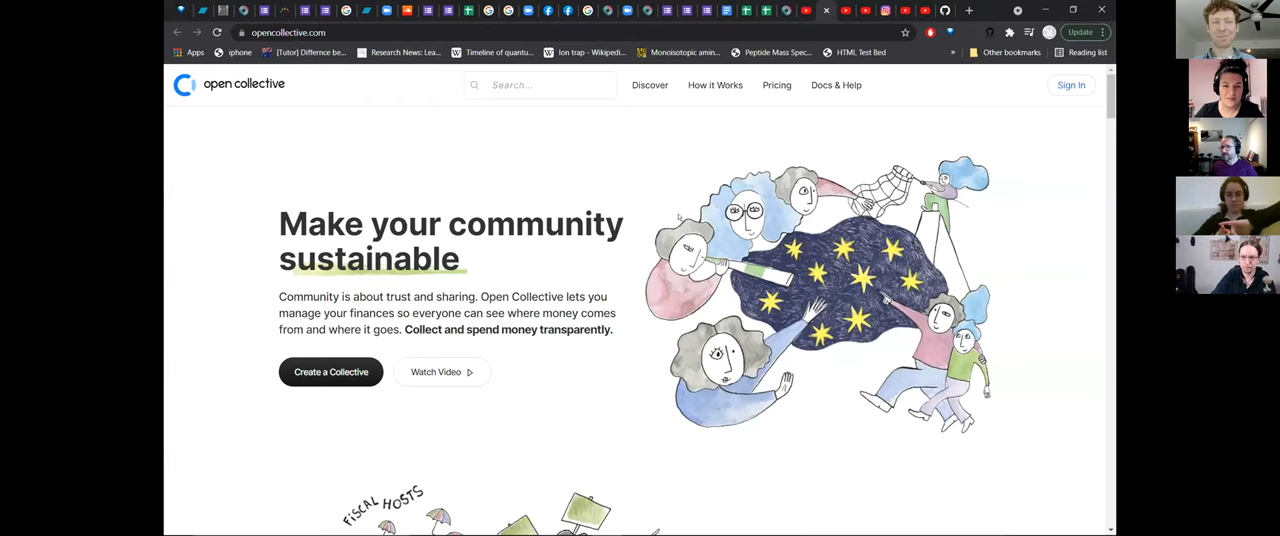 opencollective.com
Update
Apps
iphone
[Tutor] Differnce be...
Research News: Lea...
Timeline of quantu...
Ion trap - Wikipedi...
Monoisotopic amin...
Peptide Mass Spec...
HTML Test Bed
Other bookmarks
Reading list
open collective
Search...
Discover
How it Works
Pricing
Docs & Help
Sign In
Make your community
sustainable
Community is about trust and sharing. Open Collective lets you
manage your finances so everyone can see where money comes
from and where it goes. Collect and spend money transparently.
Create a Collective
Watch Video
FISCAL HOSTS